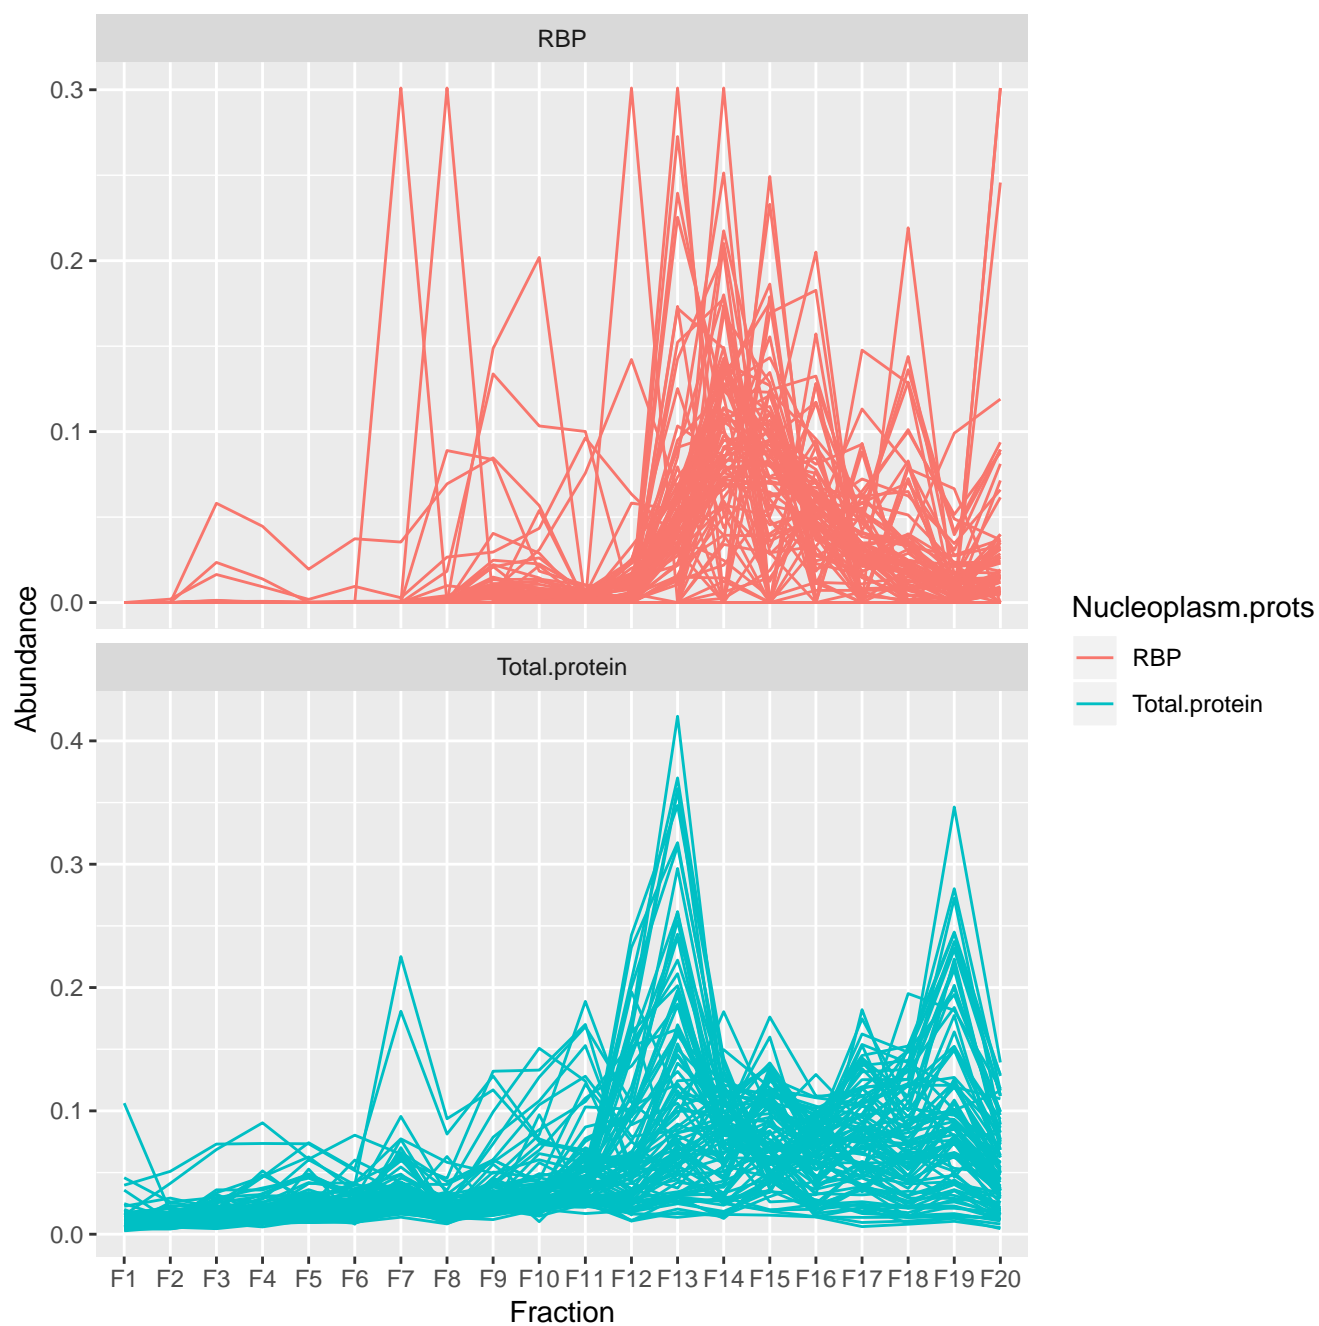 RBP
0.3
0.2
0.1
0.0
Abundance
Total.protein
0.4
0.3
0.2
0.1
0.0
F1 F2 F3 F4 F5 F6 F7 F8 F9 F10 F11 F12 F13 F14 F15 F16 F17 F18 F19 F20
Fraction
Nucleoplasm.prots
RBP
Total.protein